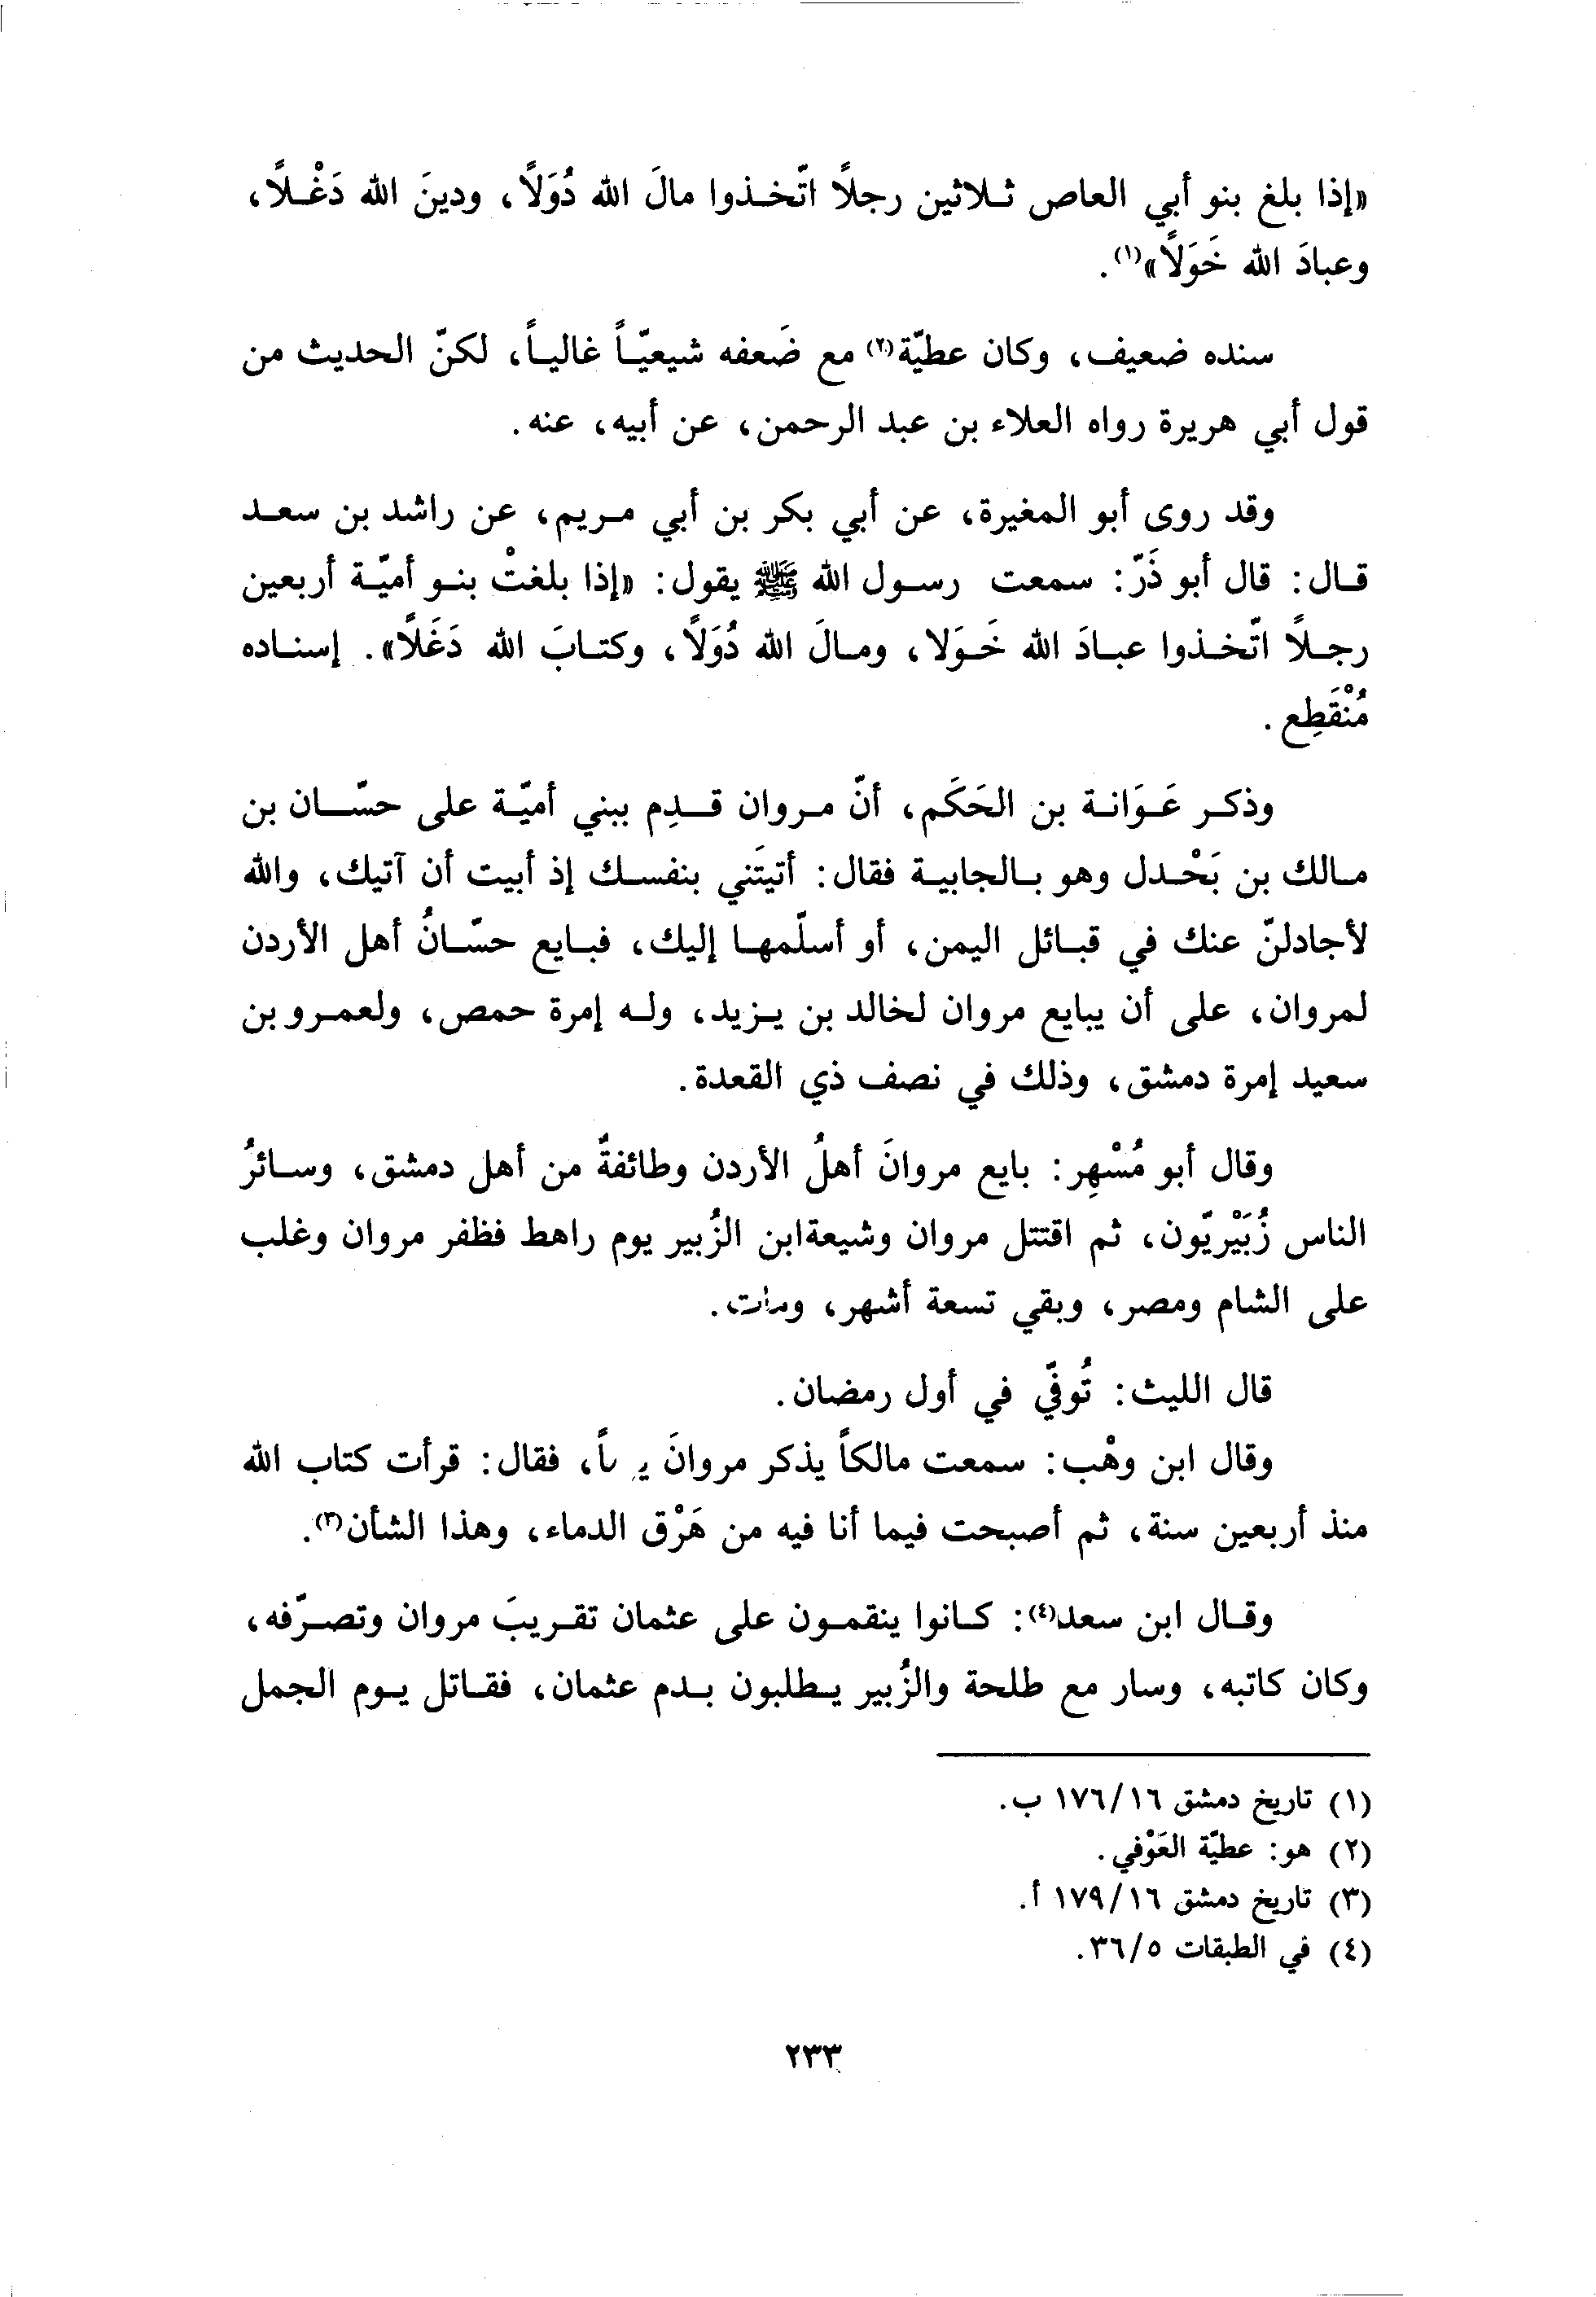 «إذا بلغ بنو أبي العاص ثلاثين رجلاً اتّخذوا مالَ الله دُوَلاً، ودينَ الله دَغْلاً،
وعبادَ الله خَوَلاً»(١).
سنده ضعيف، وكان عطيّة(٢) مع ضَعفه شيعيّاً غالياً، لكنّ الحديث من
قول أبي هريرة رواه العلاء بن عبد الرحمن، عن أبيه، عنه.
وقد روى أبو المغيرة، عن أبي بكر بن أبي مريم، عن راشد بن سعد
قال: قال أبو ذَرّ: سمعت رسول الله ﷺ يقول: «إذا بلغتْ بنو أميّة أربعين
رجلاً اتّخذوا عبادَ الله خَوَلا، ومالَ الله دُوَلاً، وكتابَ الله دَغَلاً». إسناده
مُنْقَطِع.
وذكر عَوَانة بن الحَكَم، أنّ مروان قدِم ببني أميّة على حسّان بن
مالك بن بَحْدل وهو بالجابية فقال: أتيتَني بنفسك إذ أبيت أن آتيك، والله
لأجادلنّ عنك في قبائل اليمن، أو أسلّمها إليك، فبايع حسّانُ أهل الأردن
لمروان، على أن يبايع مروان لخالد بن يزيد، وله إمرة حمص، ولعمرو بن
سعيد إمرة دمشق، وذلك في نصف ذي القعدة.
وقال أبو مُسْهِر: بايع مروانَ أهلُ الأردن وطائفةٌ من أهل دمشق، وسائرُ
الناس زُبَيْريّون، ثم اقتتل مروان وشيعة ابن الزُبير يوم راهط فظفر مروان وغلب
على الشام ومصر، وبقي تسعة أشهر، ومات.
قال الليث: تُوفّي في أول رمضان.
وقال ابن وهْب: سمعت مالكاً يذكر مروانَ ، فقال: قرأت كتاب الله
منذ أربعين سنة، ثم أصبحت فيما أنا فيه من هَرْق الدماء، وهذا الشأن(٣).
وقال ابن سعد(٤): كانوا ينقمون على عثمان تقريبَ مروان وتصرّفه،
وكان كاتبه، وسار مع طلحة والزُبير يطلبون بدم عثمان، فقاتل يوم الجمل
(١) تاريخ دمشق ١٦/١٧٦ ب.
(٢) هو: عطيّة العَوْفي.
(٣) تاريخ دمشق ١٦/١٧٩ أ.
(٤) في الطبقات ٥/٣٦.
٢٣٣